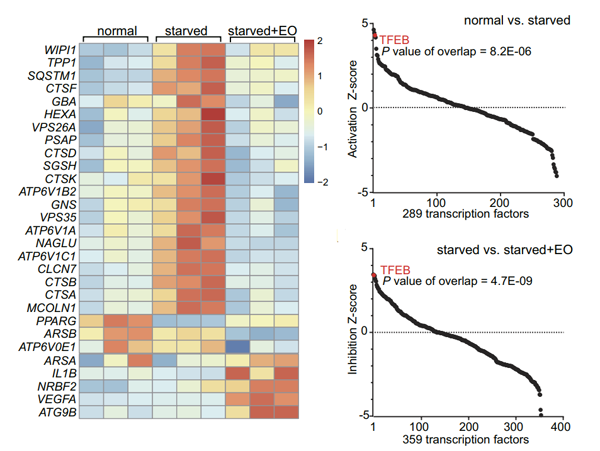 normal starved starved+EO
WIPI1
TPP1
SQSTM1
CTSF
GBA
HEXA
VPS26A
PSAP
CTSD
SGSH
CTSK
ATP6V1B2
GNS
VPS35
ATP6V1A
NAGLU
ATP6V1C1
CLCN7
CTSB
CTSA
MCOLN1
PPARG
ARSB
ATP6V0E1
ARSA
IL1B
NRBF2
VEGFA
ATG9B
2
1
0
−1
−2
normal vs. starved
TFEB
P value of overlap = 8.2E-06
Activation Z-score
5
0
-5
1 100 200 300
289 transcription factors
starved vs. starved+EO
TFEB
P value of overlap = 4.7E-09
Inhibition Z-score
5
0
-5
1 100 200 300 400
359 transcription factors